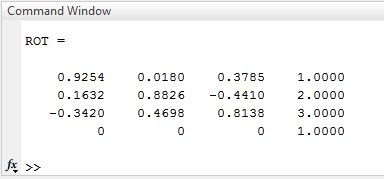 Command Window
ROT =
0.9254 0.0180 0.3785 1.0000
0.1632 0.8826 -0.4410 2.0000
-0.3420 0.4698 0.8138 3.0000
0 0 0 1.0000
fx >>